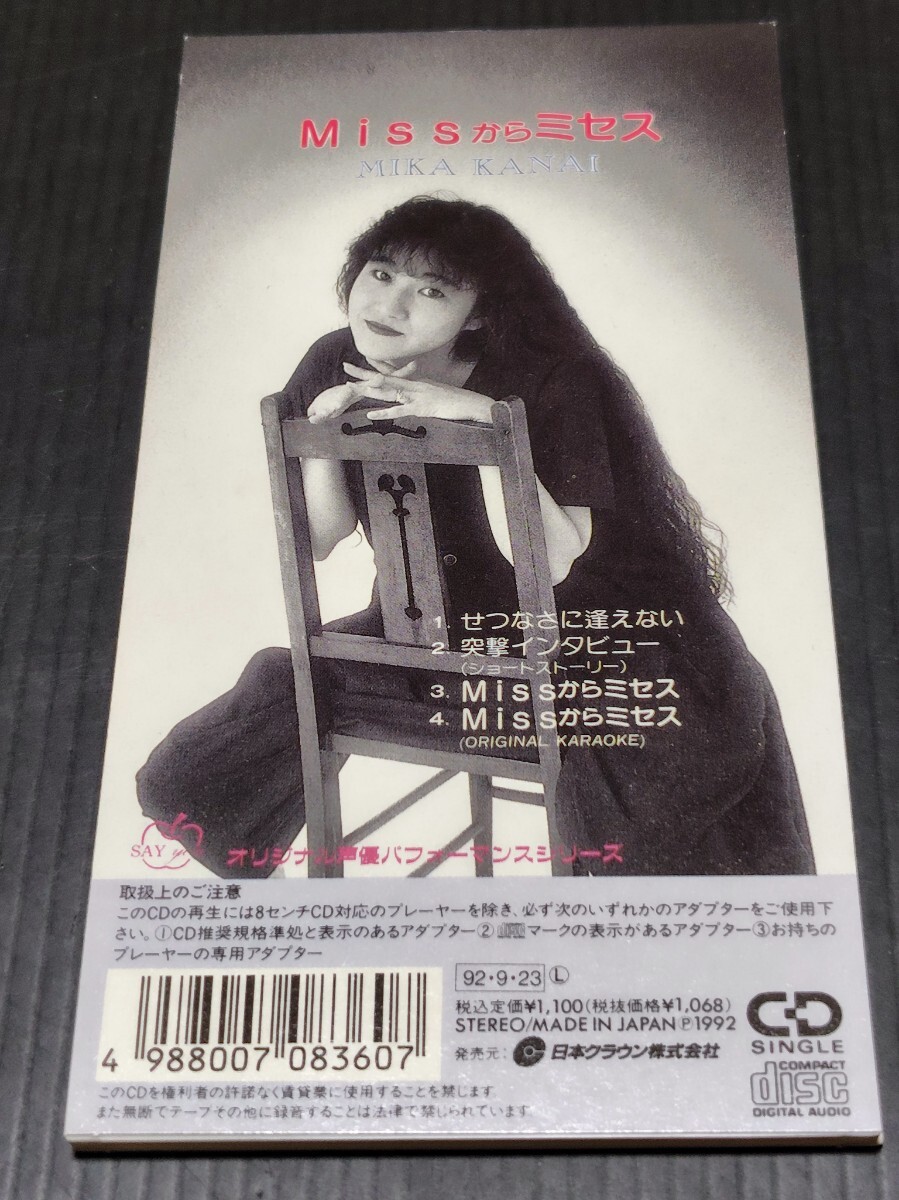 Missからミセス
MIKA KANAI
1. せつなさに逢えない
2. 突撃インタビュー
(ショートストーリー)
3. Missからミセス
4. Missからミセス
(ORIGINAL KARAOKE)
SAY
オリジナル声優パフォーマンスシリーズ
取扱上のご注意
このCDの再生には8センチCD対応のプレーヤーを除き、必ず次のいずれかのアダプターをご使用下
さい。①CD推奨規格準処と表示のあるアダプター②マークの表示があるアダプター③お持ちの
プレーヤーの専用アダプター
92・9・23 Ⓛ
税込定価¥1,100(税抜価格¥1,068)
STEREO/MADE IN JAPAN Ⓟ1992
発売元: 日本クラウン株式会社
CD
SINGLE
COMPACT
disc
DIGITAL AUDIO
4 988007 083607
このCDを権利者の許諾なく賃貸業に使用することを禁じます。
また無断でテープその他に録音することは法律で禁じられています。